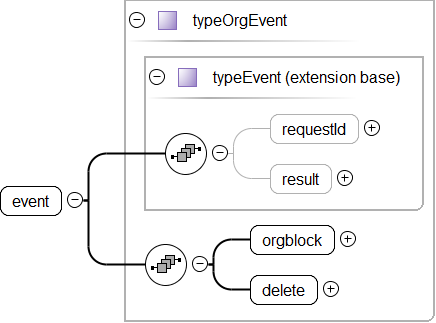 typeOrgEvent
typeEvent (extension base)
requestId
result
event
orgblock
delete